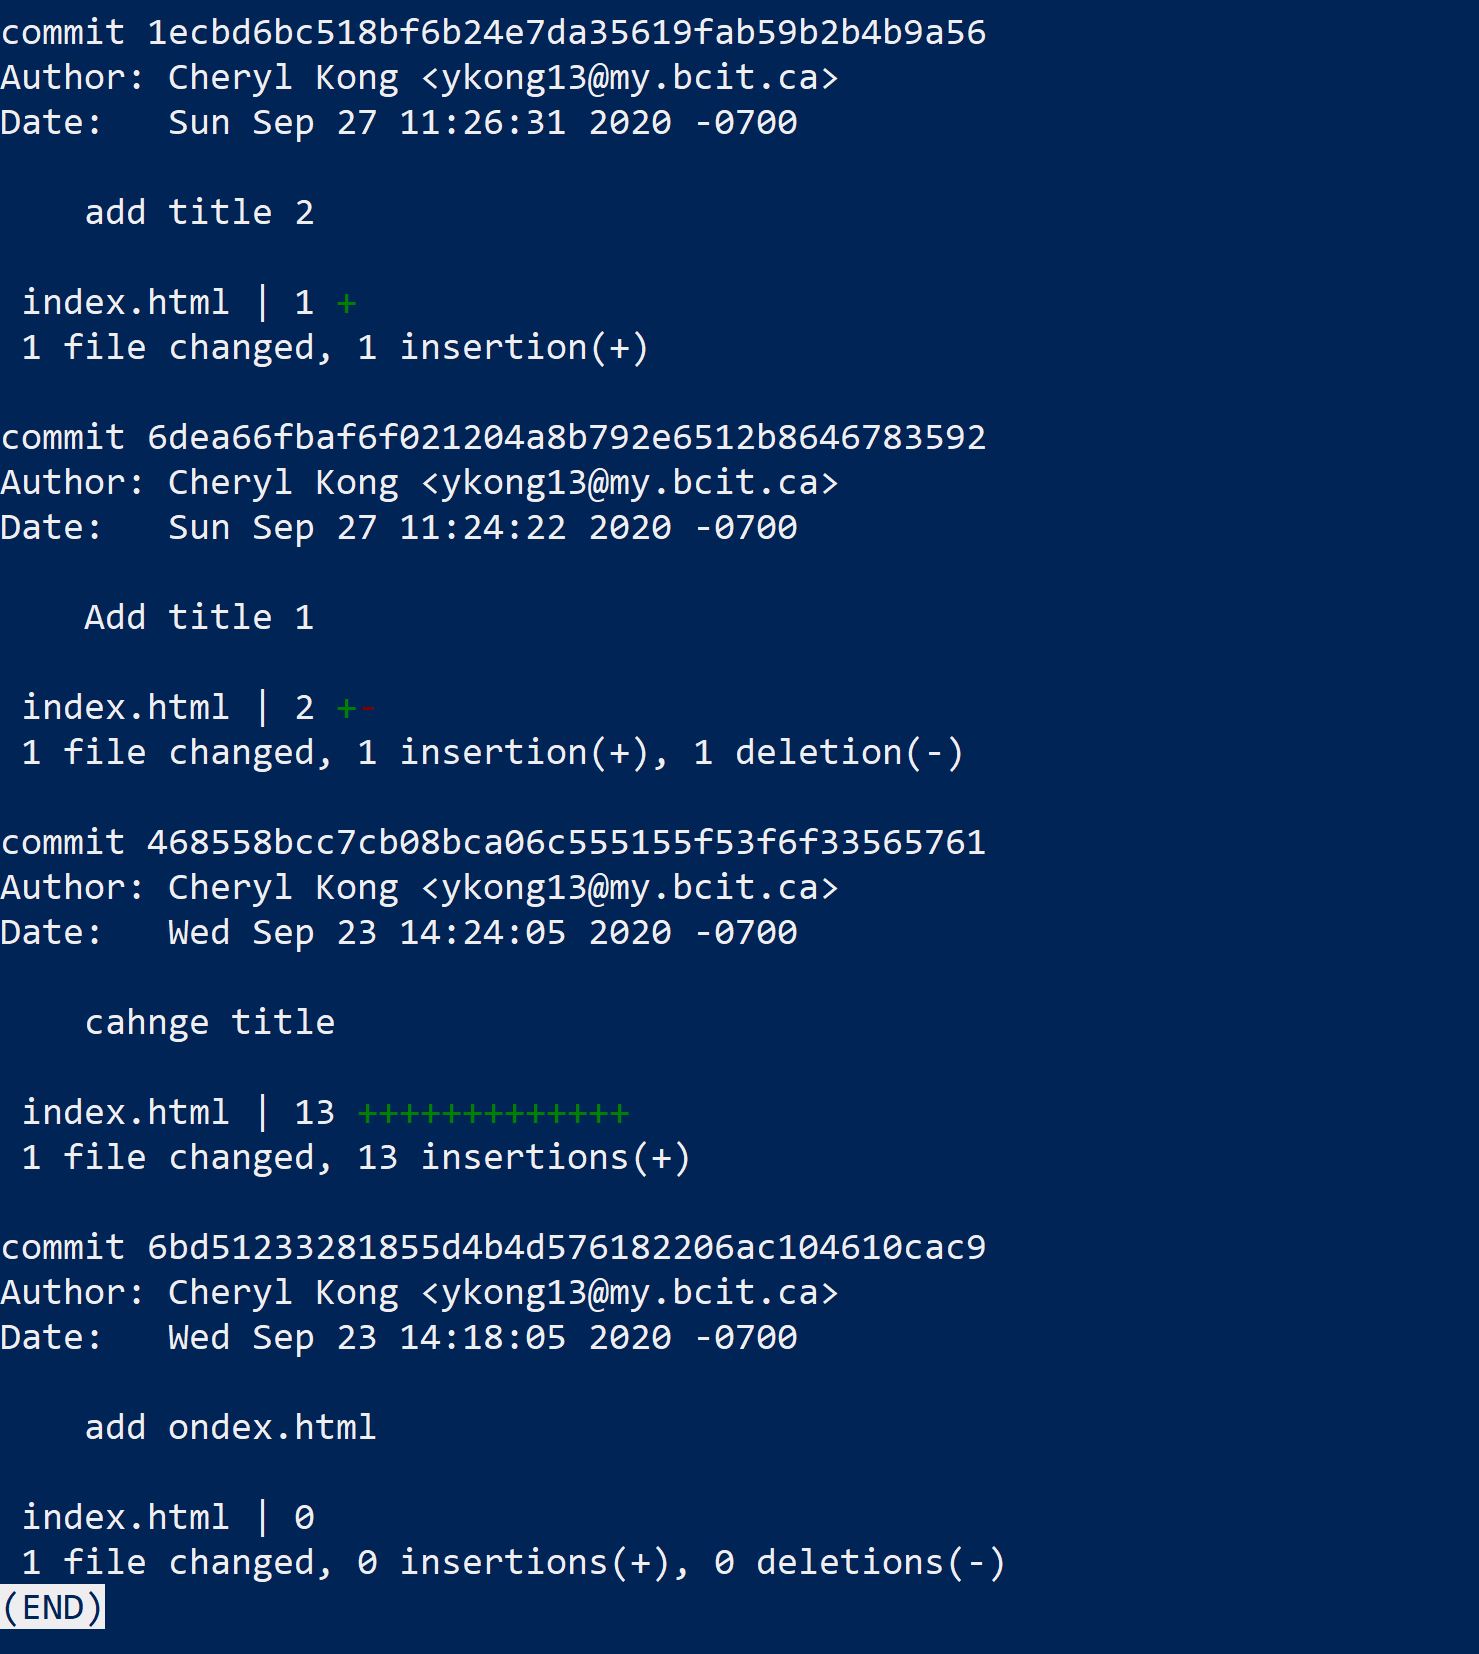 commit 1ecbd6bc518bf6b24e7da35619fab59b2b4b9a56
Author: Cheryl Kong <ykong13@my.bcit.ca>
Date:   Sun Sep 27 11:26:31 2020 -0700
    add title 2
 index.html | 1 +
 1 file changed, 1 insertion(+)
commit 6dea66fbaf6f021204a8b792e6512b8646783592
Author: Cheryl Kong <ykong13@my.bcit.ca>
Date:   Sun Sep 27 11:24:22 2020 -0700
    Add title 1
 index.html | 2 +-
 1 file changed, 1 insertion(+), 1 deletion(-)
commit 468558bcc7cb08bca06c555155f53f6f33565761
Author: Cheryl Kong <ykong13@my.bcit.ca>
Date:   Wed Sep 23 14:24:05 2020 -0700
    cahnge title
 index.html | 13 +++++++++++++
 1 file changed, 13 insertions(+)
commit 6bd51233281855d4b4d576182206ac104610cac9
Author: Cheryl Kong <ykong13@my.bcit.ca>
Date:   Wed Sep 23 14:18:05 2020 -0700
    add ondex.html
 index.html | 0
 1 file changed, 0 insertions(+), 0 deletions(-)
(END)